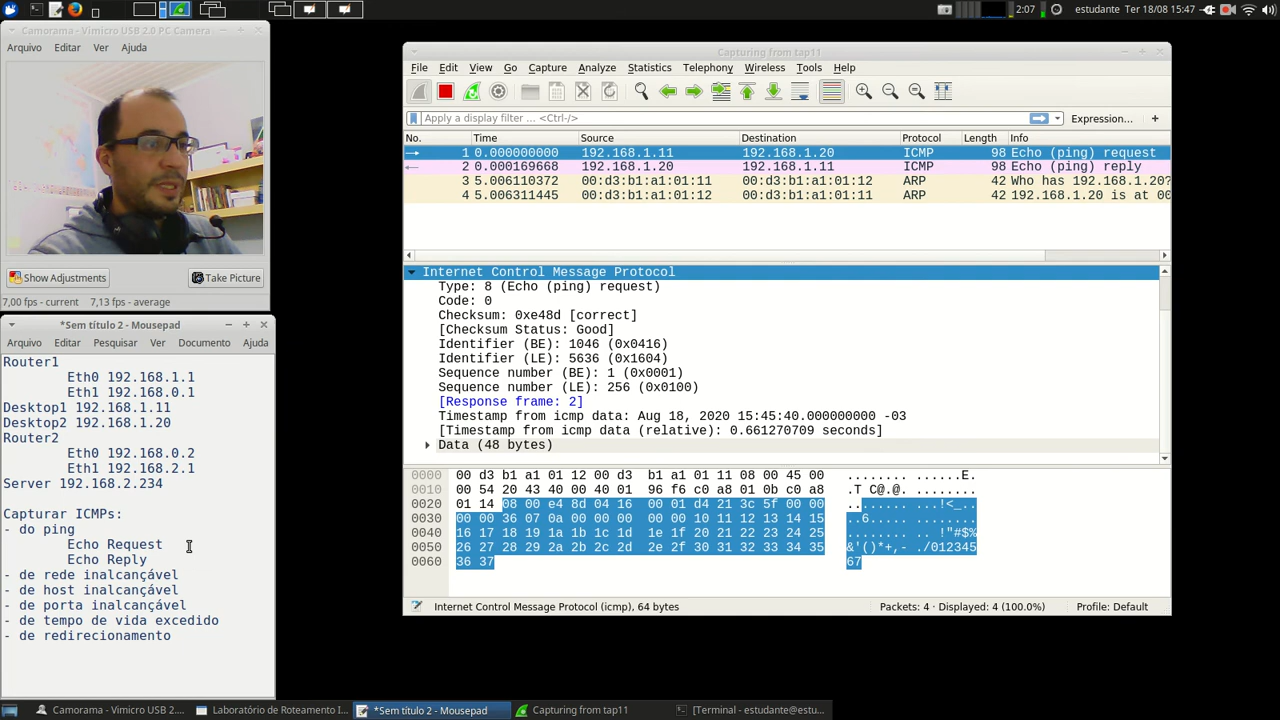 2:07
estudante
Ter 18/08 15:47
Camorama - Vimicro USB 2.0 PC Camera
Arquivo Editar Ver Ajuda
Show Adjustments
Take Picture
7,00 fps - current 7,13 fps - average
*Sem título 2 - Mousepad
Arquivo Editar Pesquisar Ver Documento Ajuda
Router1
Eth0 192.168.1.1
Eth1 192.168.0.1
Desktop1 192.168.1.11
Desktop2 192.168.1.20
Router2
Eth0 192.168.0.2
Eth1 192.168.2.1
Server 192.168.2.234
Capturar ICMPs:
- do ping
Echo Request
Echo Reply
- de rede inalcançável
- de host inalcançável
- de porta inalcançável
- de tempo de vida excedido
- de redirecionamento
Capturing from tap11
File Edit View Go Capture Analyze Statistics Telephony Wireless Tools Help
Apply a display filter ... <Ctrl-/>
Expression... +
No. Time Source Destination Protocol Length Info
1 0.000000000 192.168.1.11 192.168.1.20 ICMP 98 Echo (ping) request
2 0.000169668 192.168.1.20 192.168.1.11 ICMP 98 Echo (ping) reply
3 5.006110372 00:d3:b1:a1:01:11 00:d3:b1:a1:01:12 ARP 42 Who has 192.168.1.20?
4 5.006311445 00:d3:b1:a1:01:12 00:d3:b1:a1:01:11 ARP 42 192.168.1.20 is at 00
Internet Control Message Protocol
Type: 8 (Echo (ping) request)
Code: 0
Checksum: 0xe48d [correct]
[Checksum Status: Good]
Identifier (BE): 1046 (0x0416)
Identifier (LE): 5636 (0x1604)
Sequence number (BE): 1 (0x0001)
Sequence number (LE): 256 (0x0100)
[Response frame: 2]
Timestamp from icmp data: Aug 18, 2020 15:45:40.000000000 -03
[Timestamp from icmp data (relative): 0.661270709 seconds]
Data (48 bytes)
0000 00 d3 b1 a1 01 12 00 d3 b1 a1 01 11 08 00 45 00 ........ ......E.
0010 00 54 20 43 40 00 40 01 96 f6 c0 a8 01 0b c0 a8 .T C@.@. ........
0020 01 14 08 00 e4 8d 04 16 00 01 d4 21 3c 5f 00 00 ........ ...!<_..
0030 00 00 36 07 0a 00 00 00 00 00 10 11 12 13 14 15 ..6..... ........
0040 16 17 18 19 1a 1b 1c 1d 1e 1f 20 21 22 23 24 25 ........ .. !"#$%
0050 26 27 28 29 2a 2b 2c 2d 2e 2f 30 31 32 33 34 35 &'()*+,- ./012345
0060 36 37 67
Internet Control Message Protocol (icmp), 64 bytes
Packets: 4 · Displayed: 4 (100.0%)
Profile: Default
Camorama - Vimicro USB 2....
Laboratório de Roteamento I...
*Sem título 2 - Mousepad
Capturing from tap11
[Terminal - estudante@estu...